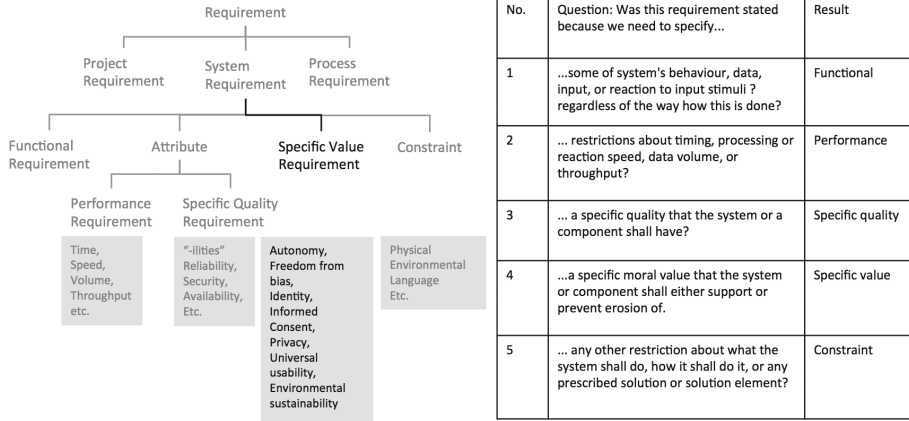 Requirement
Project
Requirement
System
Requirement
Process
Requirement
Functional
Requirement
Attribute
Specific Value
Requirement
Constraint
Performance
Requirement
Specific Quality
Requirement
Time,
Speed,
Volume,
Throughput
etc.
“-ilities”
Reliability,
Security,
Availability,
Etc.
Autonomy,
Freedom from
bias,
Identity,
Informed
Consent,
Privacy,
Universal
usability,
Environmental
sustainability
Physical
Environmental
Language
Etc.
No.
Question: Was this requirement stated
because we need to specify...
Result
1
...some of system's behaviour, data,
input, or reaction to input stimuli ?
regardless of the way how this is done?
Functional
2
... restrictions about timing, processing or
reaction speed, data volume, or
throughput?
Performance
3
... a specific quality that the system or a
component shall have?
Specific quality
4
...a specific moral value that the system
or component shall either support or
prevent erosion of.
Specific value
5
... any other restriction about what the
system shall do, how it shall do it, or any
prescribed solution or solution element?
Constraint